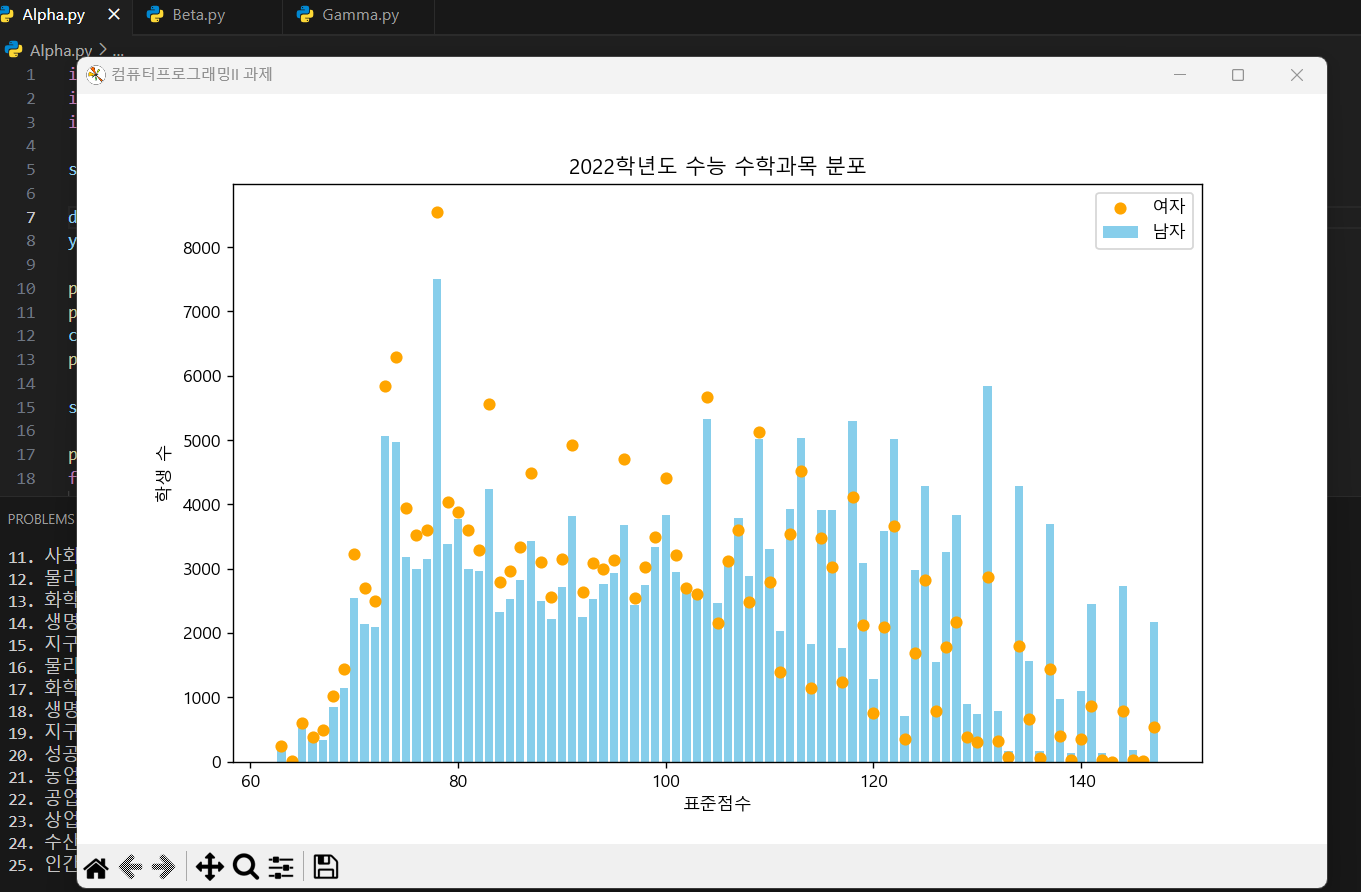 Alpha.py Beta.py Gamma.py
Alpha.py > ...
컴퓨터프로그래밍II 과제
1 i
2 i
3 i
4
5 s
6
7 d
8 y
9
10 p
11 p
12 c
13 p
14
15 s
16
17 p
18 f
2022학년도 수능 수학과목 분포
여자
남자
8000
7000
6000
5000
4000
3000
2000
1000
0
학생 수
60 80 100 120 140
표준점수
PROBLEMS
11. 사회
12. 물리
13. 화학
14. 생명
15. 지구
16. 물리
17. 화학
18. 생명
19. 지구
20. 성공
21. 농업
22. 공업
23. 상업
24. 수산
25. 인간